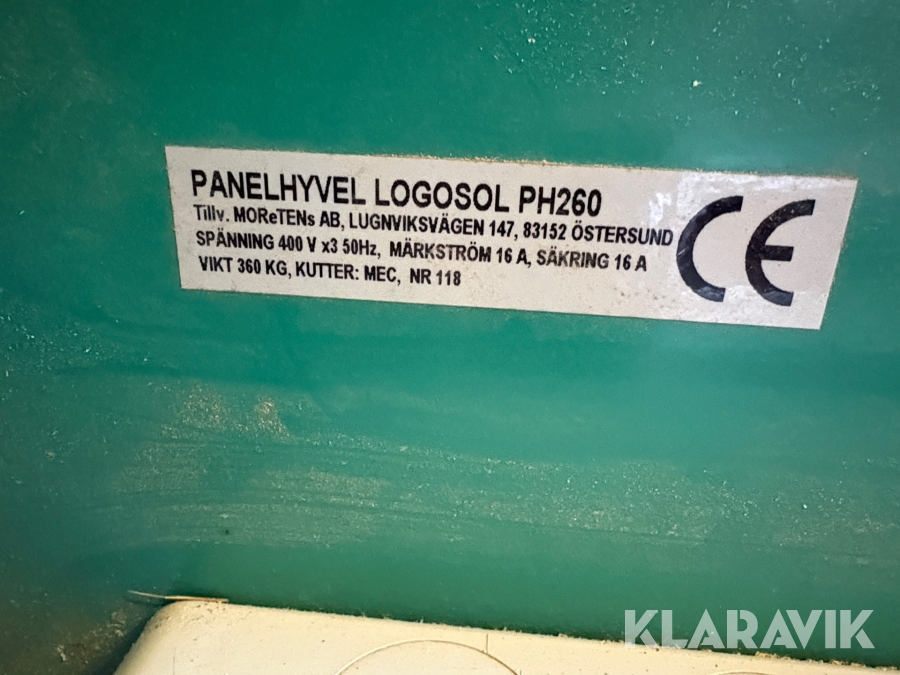 PANELHYVEL LOGOSOL PH260
Tillv. MOReTENs AB, LUGNVIKSVÄGEN 147, 83152 ÖSTERSUND
SPÄNNING 400 V x3 50Hz, MÄRKSTRÖM 16 A, SÄKRING 16 A
VIKT 360 KG, KUTTER: MEC, NR 118
CE
KLARAVIK